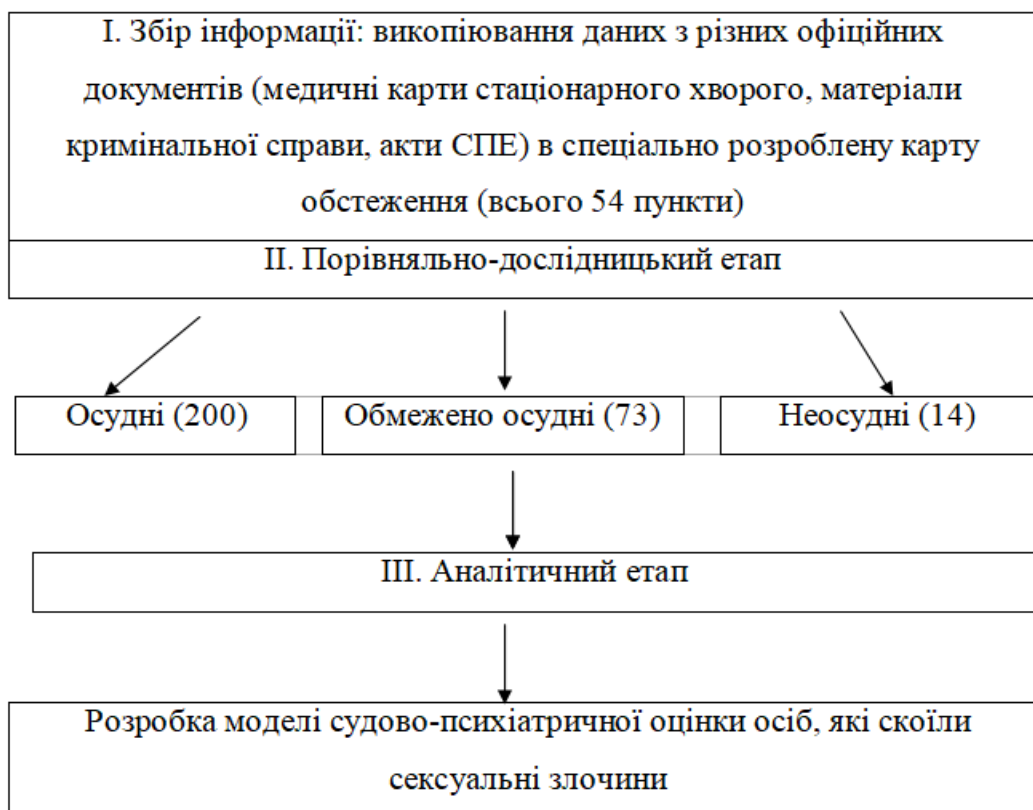 I. Збір інформації: викопіювання даних з різних офіційних
документів (медичні карти стаціонарного хворого, матеріали
кримінальної справи, акти СПЕ) в спеціально розроблену карту
обстеження (всього 54 пункти)
II. Порівняльно-дослідницький етап
Осудні (200)
Обмежено осудні (73)
Неосудні (14)
III. Аналітичний етап
Розробка моделі судово-психіатричної оцінки осіб, які скоїли
сексуальні злочини